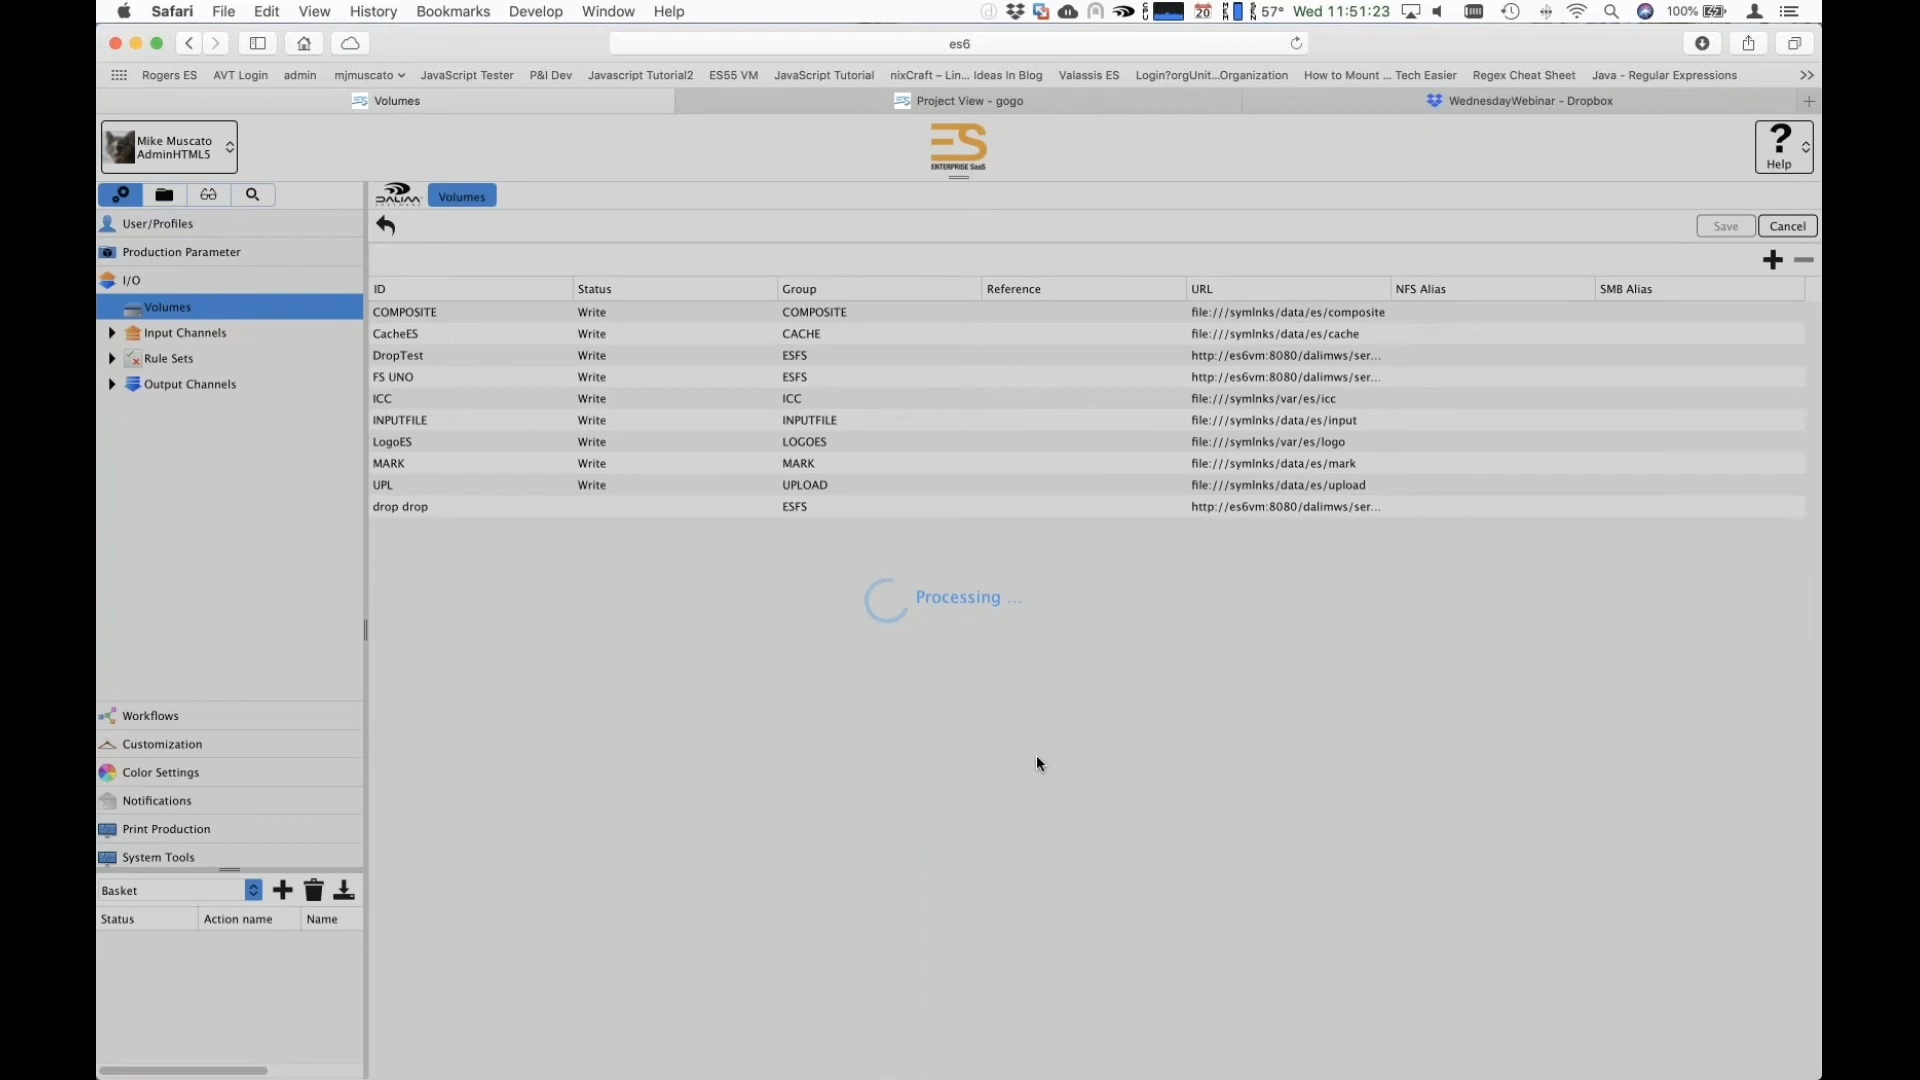 Safari File Edit View History Bookmarks Develop Window Help 20 57° Wed 11:51:23 100%
es6
Rogers ES AVT Login admin mjmuscato JavaScript Tester P&I Dev Javascript Tutorial2 ES55 VM JavaScript Tutorial nixCraft – Lin... Ideas In Blog Valassis ES Login?orgUnit...Organization How to Mount ... Tech Easier Regex Cheat Sheet Java - Regular Expressions >>
Volumes Project View - gogo WednesdayWebinar - Dropbox
Mike Muscato
AdminHTML5
ES
ENTERPRISE SaaS
?
Help
DALIM
SOFTWARE
Volumes
User/Profiles
Save Cancel
Production Parameter
I/O
Volumes
Input Channels
Rule Sets
Output Channels
ID Status Group Reference URL NFS Alias SMB Alias
COMPOSITE Write COMPOSITE file:///symlnks/data/es/composite
CacheES Write CACHE file:///symlnks/data/es/cache
DropTest Write ESFS http://es6vm:8080/dalimws/ser...
FS UNO Write ESFS http://es6vm:8080/dalimws/ser...
ICC Write ICC file:///symlnks/var/es/icc
INPUTFILE Write INPUTFILE file:///symlnks/data/es/input
LogoES Write LOGOES file:///symlnks/var/es/logo
MARK Write MARK file:///symlnks/data/es/mark
UPL Write UPLOAD file:///symlnks/data/es/upload
drop drop ESFS http://es6vm:8080/dalimws/ser...
Processing ...
Workflows
Customization
Color Settings
Notifications
Print Production
System Tools
Basket
Status Action name Name